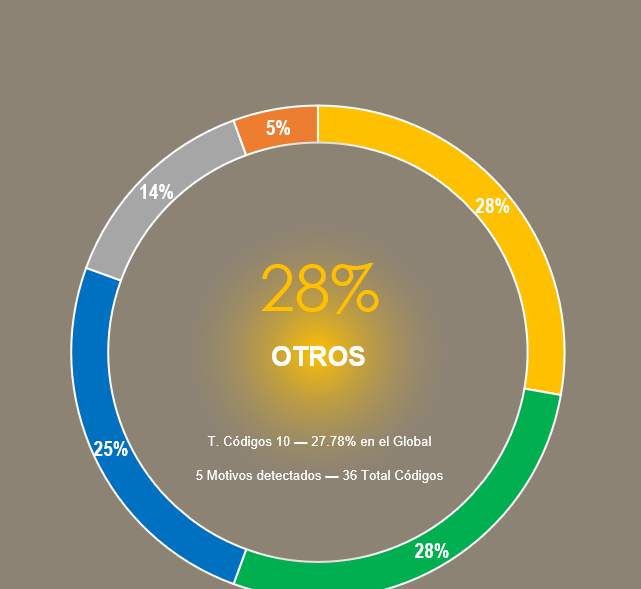 5%
14%
28%
28%
OTROS
25%
T. Códigos 10 — 27.78% en el Global
5 Motivos detectados — 36 Total Códigos
28%